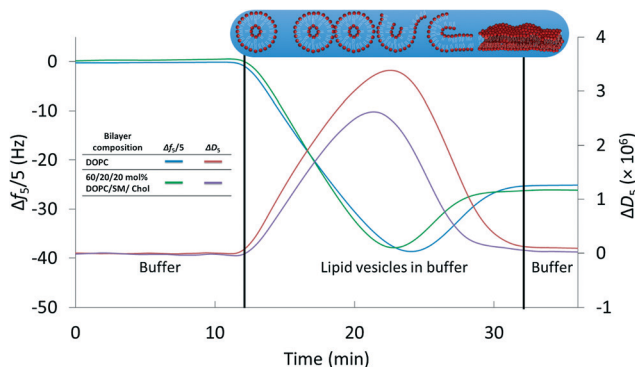 0
-10
-20
-30
-40
-50
Δf₅/5 (Hz)
4
3
2
1
0
-1
ΔD₅ (× 10⁶)
Bilayer composition Δf₅/5 ΔD₅
DOPC
60/20/20 mol% DOPC/SM/ Chol
Buffer Lipid vesicles in buffer Buffer
0 10 20 30
Time (min)